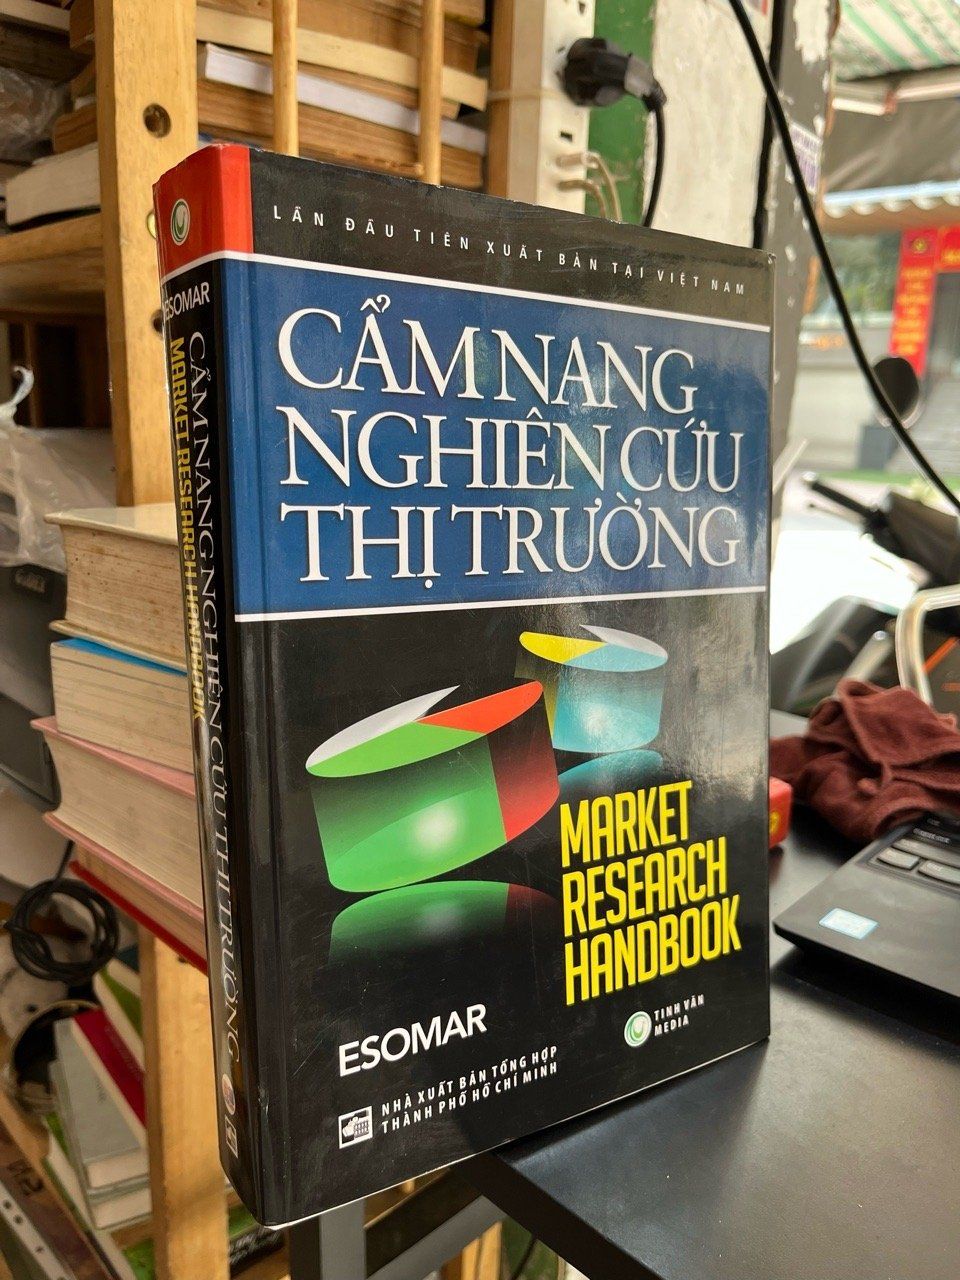 LẦN ĐẦU TIÊN XUẤT BẢN TẠI VIỆT NAM
CẨM NANG
NGHIÊN CỨU
THỊ TRƯỜNG
MARKET
RESEARCH
HANDBOOK
ESOMAR
TINH VĂN
MEDIA
NHÀ XUẤT BẢN TỔNG HỢP
THÀNH PHỐ HỒ CHÍ MINH
ESOMAR
CẨM NANG NGHIÊN CỨU THỊ TRƯỜNG
MARKET RESEARCH HANDBOOK